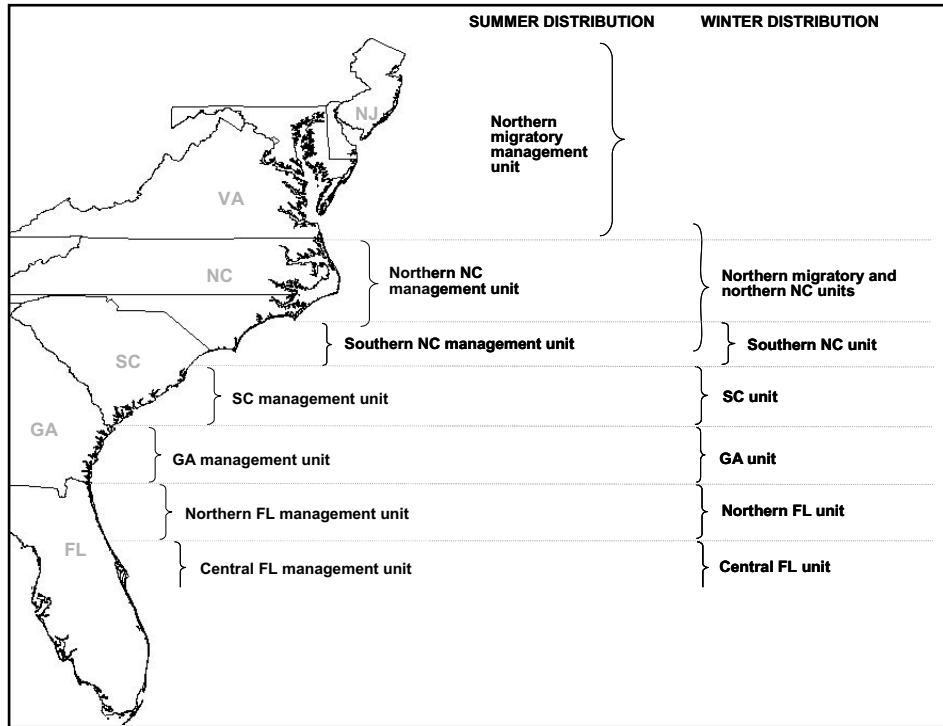 SUMMER DISTRIBUTION
WINTER DISTRIBUTION
NJ
Northern
migratory
management
unit
VA
NC
Northern NC
management unit
Northern migratory and
northern NC units
Southern NC management unit
Southern NC unit
SC
SC management unit
SC unit
GA
GA management unit
GA unit
Northern FL management unit
Northern FL unit
FL
Central FL management unit
Central FL unit